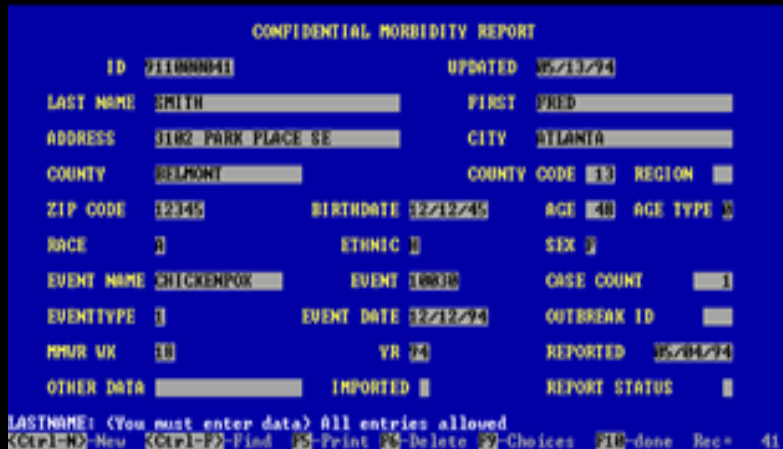 CONFIDENTIAL MORBIDITY REPORT
ID 9110000041 UPDATED 05/13/94
LAST NAME SMITH FIRST FRED
ADDRESS PARK PLACE SE CITY ATLANTA
COUNTY BELMONT COUNTY CODE 13 REGION
ZIP CODE 12345 BIRTHDATE 12/12/45 AGE 48 AGE TYPE
RACE ETHNIC SEX
EVENT NAME CHICKENPOX EVENT 10030 CASE COUNT 1
EVENTTYPE 1 EVENT DATE 12/12/94 OUTBREAK ID
MMWR WK 18 YR 94 REPORTED 05/04/94
OTHER DATA IMPORTED REPORT STATUS
LASTNAME: (You must enter data) All entries allowed
<Ctrl-N>-New <Ctrl-F>-Find F5-Print F6-Delete F9-Choices F10-done Rec= 41